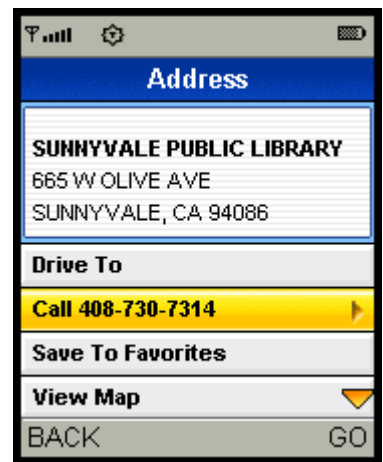 Address
SUNNYVALE PUBLIC LIBRARY
665 W OLIVE AVE
SUNNYVALE, CA 94086
Drive To
Call 408-730-7314
Save To Favorites
View Map
BACK GO